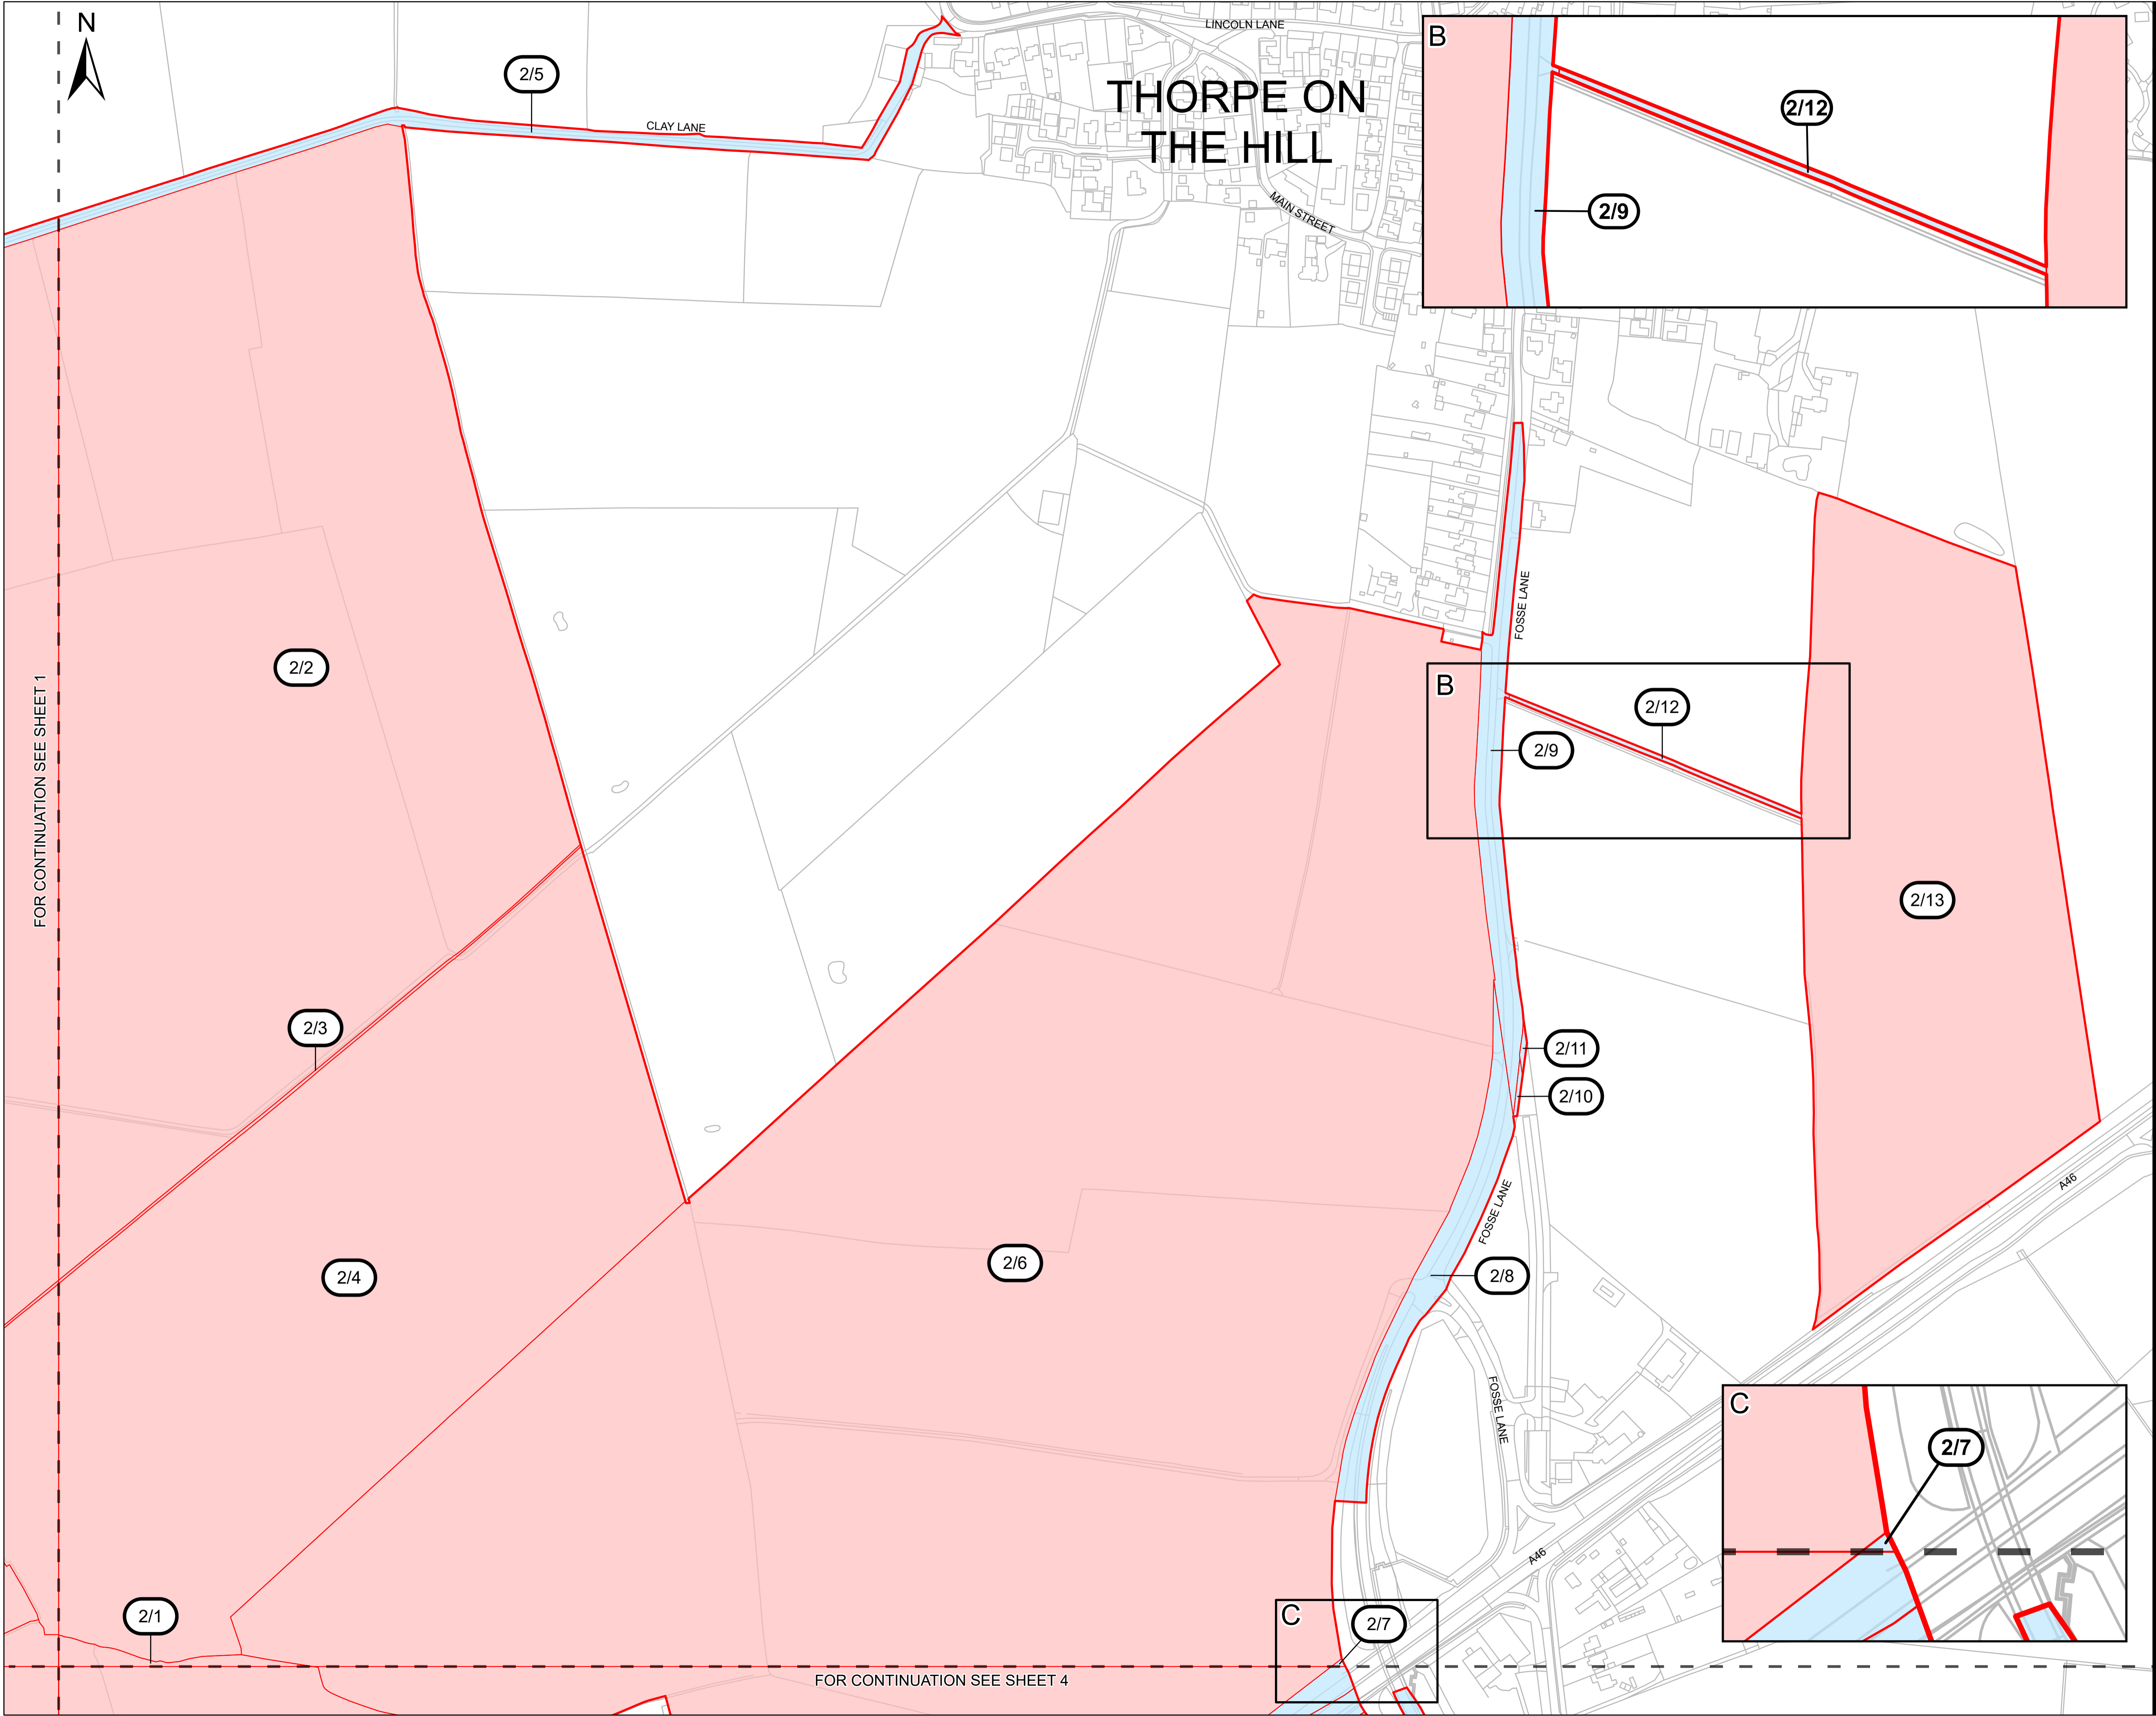 N
LINCOLN LANE
B
2/5
THORPE ON
THE HILL
CLAY LANE
2/12
2/9
MAIN STREET
FOSSE LANE
2/2
FOR CONTINUATION SEE SHEET 1
B
2/12
2/9
2/13
2/3
2/11
2/10
A46
FOSSE LANE
2/6
2/8
2/4
FOSSE LANE
C
2/7
A46
2/1
C
2/7
FOR CONTINUATION SEE SHEET 4